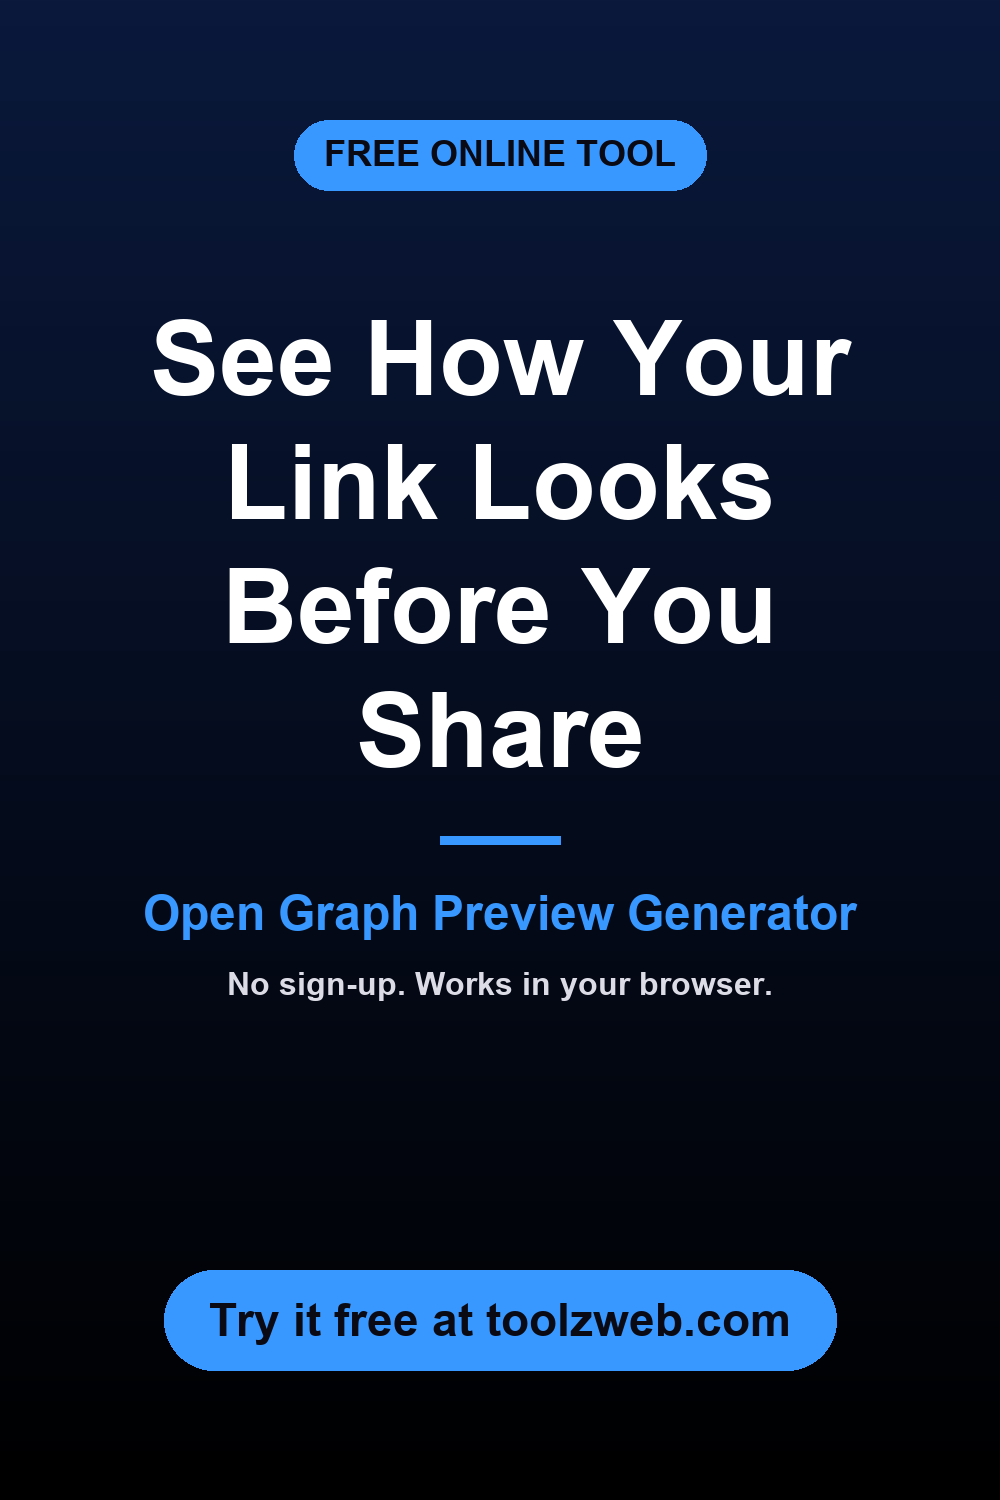 FREE ONLINE TOOL
See How Your
Link Looks
Before You
Share
Open Graph Preview Generator
No sign-up. Works in your browser.
Try it free at toolzweb.com